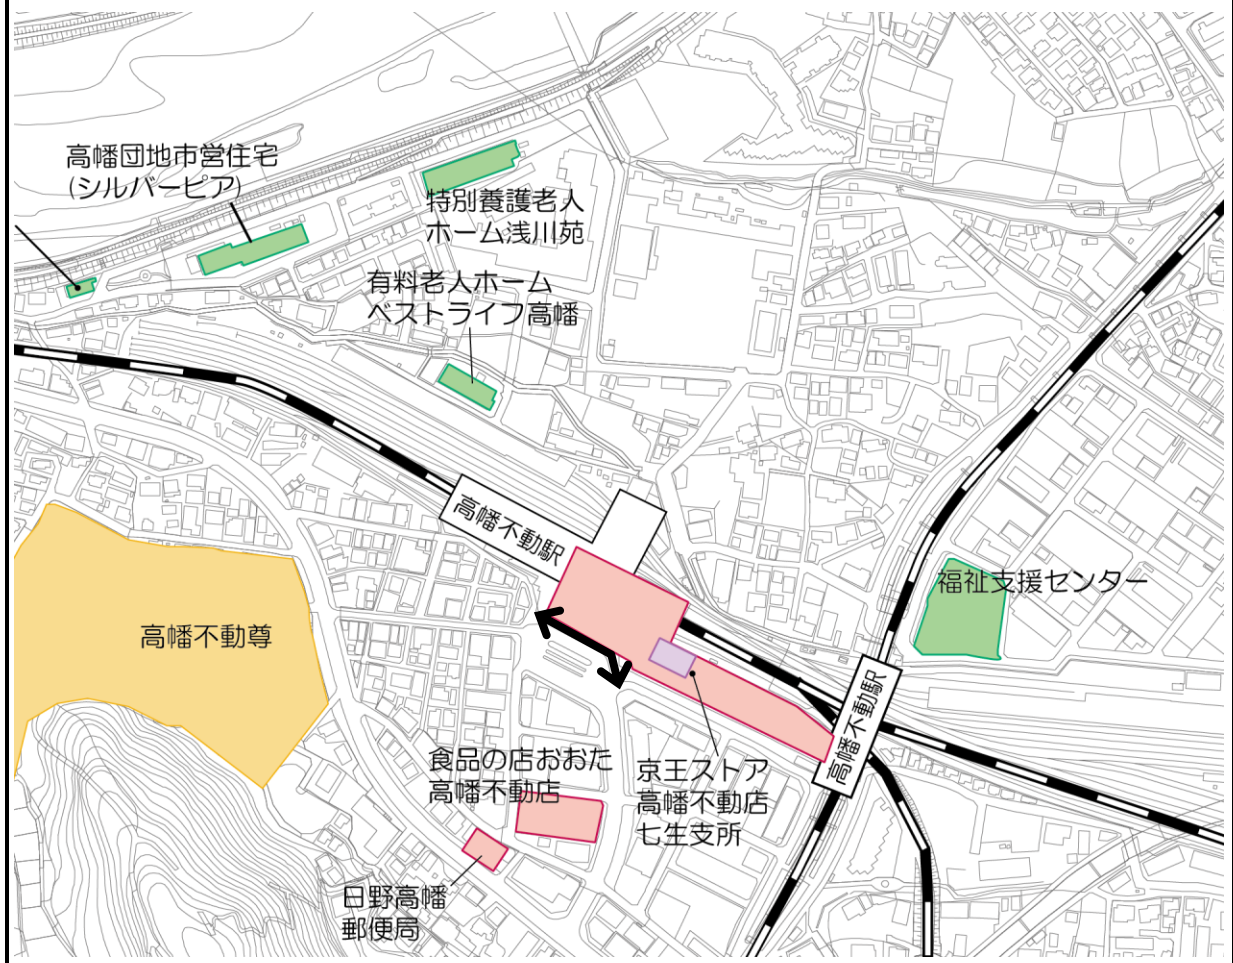 高幡団地市営住宅
(シルバーピア)
特別養護老人
ホーム浅川苑
有料老人ホーム
ベストライフ高幡
高幡不動駅
福祉支援センター
高幡不動尊
高幡不動駅
食品の店おおた
高幡不動店
京王ストア
高幡不動店
七生支所
日野高幡
郵便局